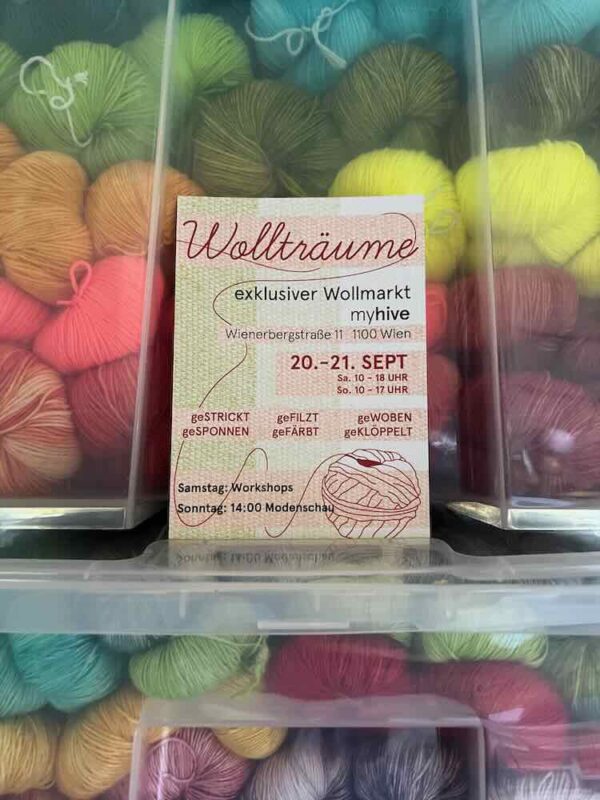 Wollträume
exklusiver Wollmarkt
myhive
Wienerbergstraße 11 1100 Wien
20.-21. SEPT
Sa. 10 - 18 UHR
So. 10 - 17 UHR
geSTRICKT geFILZT geWOBEN
geSPONNEN geFÄRBT geKLÖPPELT
Samstag: Workshops
Sonntag: 14:00 Modenschau